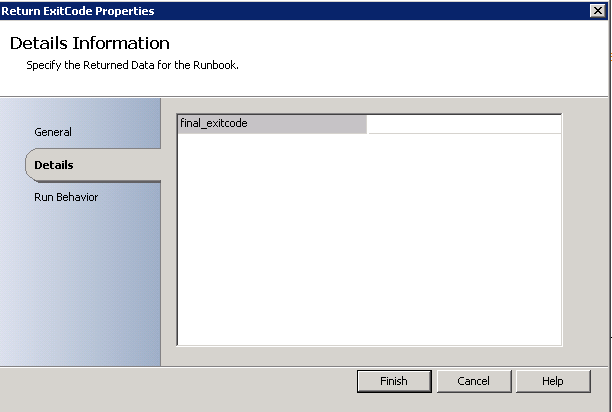 Return ExitCode Properties
Details Information
Specify the Returned Data for the Runbook.
General
Details
Run Behavior
final_exitcode
Finish
Cancel
Help